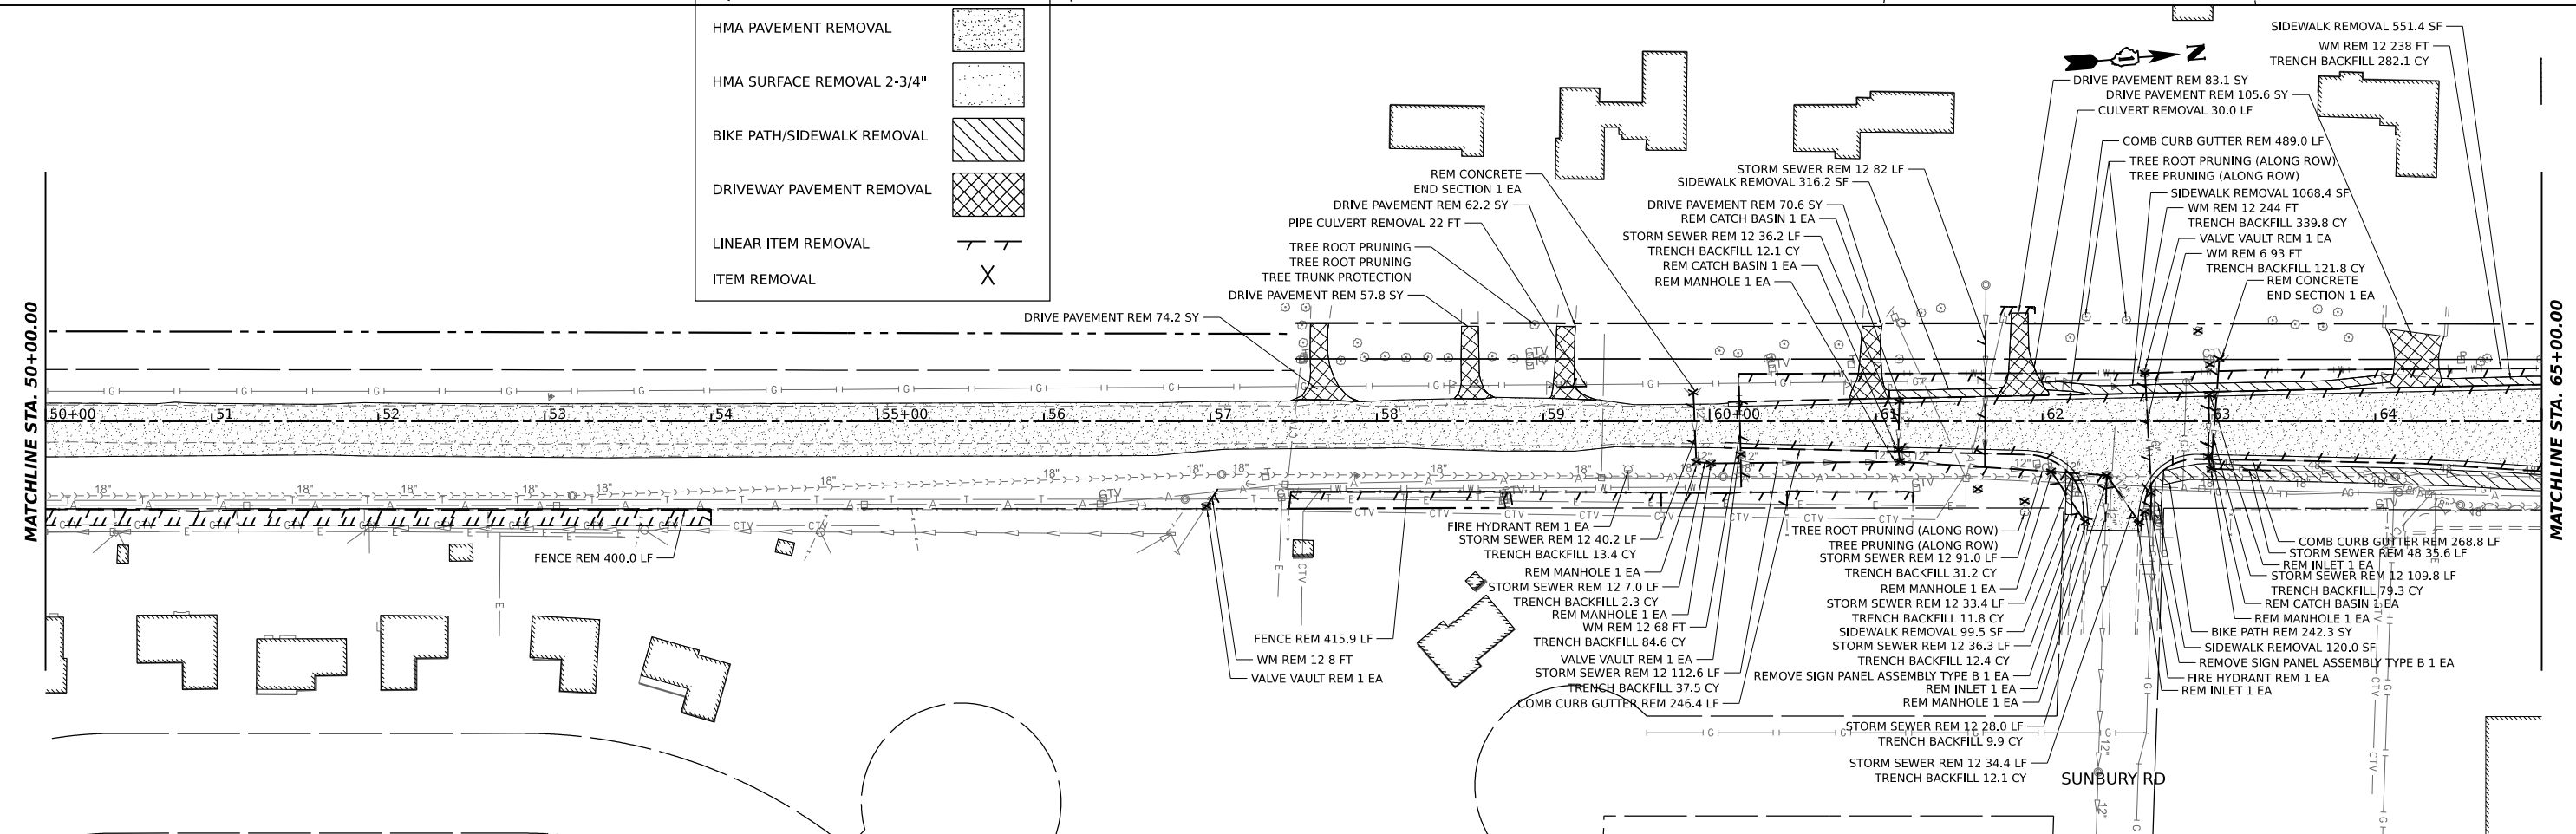 HMA PAVEMENT REMOVAL
HMA SURFACE REMOVAL 2-3/4"
BIKE PATH/SIDEWALK REMOVAL
DRIVEWAY PAVEMENT REMOVAL
LINEAR ITEM REMOVAL
ITEM REMOVAL
X
N
MATCHLINE STA. 50+00.00
MATCHLINE STA. 65+00.00
SIDEWALK REMOVAL 551.4 SF
WM REM 12 238 FT
TRENCH BACKFILL 282.1 CY
DRIVE PAVEMENT REM 83.1 SY
DRIVE PAVEMENT REM 105.6 SY
CULVERT REMOVAL 30.0 LF
COMB CURB GUTTER REM 489.0 LF
TREE ROOT PRUNING (ALONG ROW)
TREE PRUNING (ALONG ROW)
SIDEWALK REMOVAL 1068.4 SF
WM REM 12 244 FT
TRENCH BACKFILL 339.8 CY
VALVE VAULT REM 1 EA
WM REM 6 93 FT
TRENCH BACKFILL 121.8 CY
REM CONCRETE
END SECTION 1 EA
STORM SEWER REM 12 82 LF
SIDEWALK REMOVAL 316.2 SF
DRIVE PAVEMENT REM 70.6 SY
REM CATCH BASIN 1 EA
STORM SEWER REM 12 36.2 LF
TRENCH BACKFILL 12.1 CY
REM CATCH BASIN 1 EA
REM MANHOLE 1 EA
REM CONCRETE
END SECTION 1 EA
DRIVE PAVEMENT REM 62.2 SY
PIPE CULVERT REMOVAL 22 FT
TREE ROOT PRUNING
TREE ROOT PRUNING
TREE TRUNK PROTECTION
DRIVE PAVEMENT REM 57.8 SY
DRIVE PAVEMENT REM 74.2 SY
50+00
51
52
53
54
55+00
56
57
58
59
60+00
61
62
63
64
FENCE REM 400.0 LF
FENCE REM 415.9 LF
WM REM 12 8 FT
VALVE VAULT REM 1 EA
FIRE HYDRANT REM 1 EA
STORM SEWER REM 12 40.2 LF
TRENCH BACKFILL 13.4 CY
REM MANHOLE 1 EA
STORM SEWER REM 12 7.0 LF
TRENCH BACKFILL 2.3 CY
REM MANHOLE 1 EA
WM REM 12 68 FT
TRENCH BACKFILL 84.6 CY
VALVE VAULT REM 1 EA
STORM SEWER REM 12 112.6 LF
TRENCH BACKFILL 37.5 CY
COMB CURB GUTTER REM 246.4 LF
TREE ROOT PRUNING (ALONG ROW)
TREE PRUNING (ALONG ROW)
STORM SEWER REM 12 91.0 LF
TRENCH BACKFILL 31.2 CY
REM MANHOLE 1 EA
STORM SEWER REM 12 33.4 LF
TRENCH BACKFILL 11.8 CY
SIDEWALK REMOVAL 99.5 SF
STORM SEWER REM 12 36.3 LF
TRENCH BACKFILL 12.4 CY
REMOVE SIGN PANEL ASSEMBLY TYPE B 1 EA
REM INLET 1 EA
REM MANHOLE 1 EA
STORM SEWER REM 12 28.0 LF
TRENCH BACKFILL 9.9 CY
STORM SEWER REM 12 34.4 LF
TRENCH BACKFILL 12.1 CY
COMB CURB GUTTER REM 268.8 LF
STORM SEWER REM 48 35.6 LF
REM INLET 1 EA
STORM SEWER REM 12 109.8 LF
TRENCH BACKFILL 79.3 CY
REM CATCH BASIN 1 EA
REM MANHOLE 1 EA
BIKE PATH REM 242.3 SY
SIDEWALK REMOVAL 120.0 SF
REMOVE SIGN PANEL ASSEMBLY TYPE B 1 EA
FIRE HYDRANT REM 1 EA
REM INLET 1 EA
SUNBURY RD